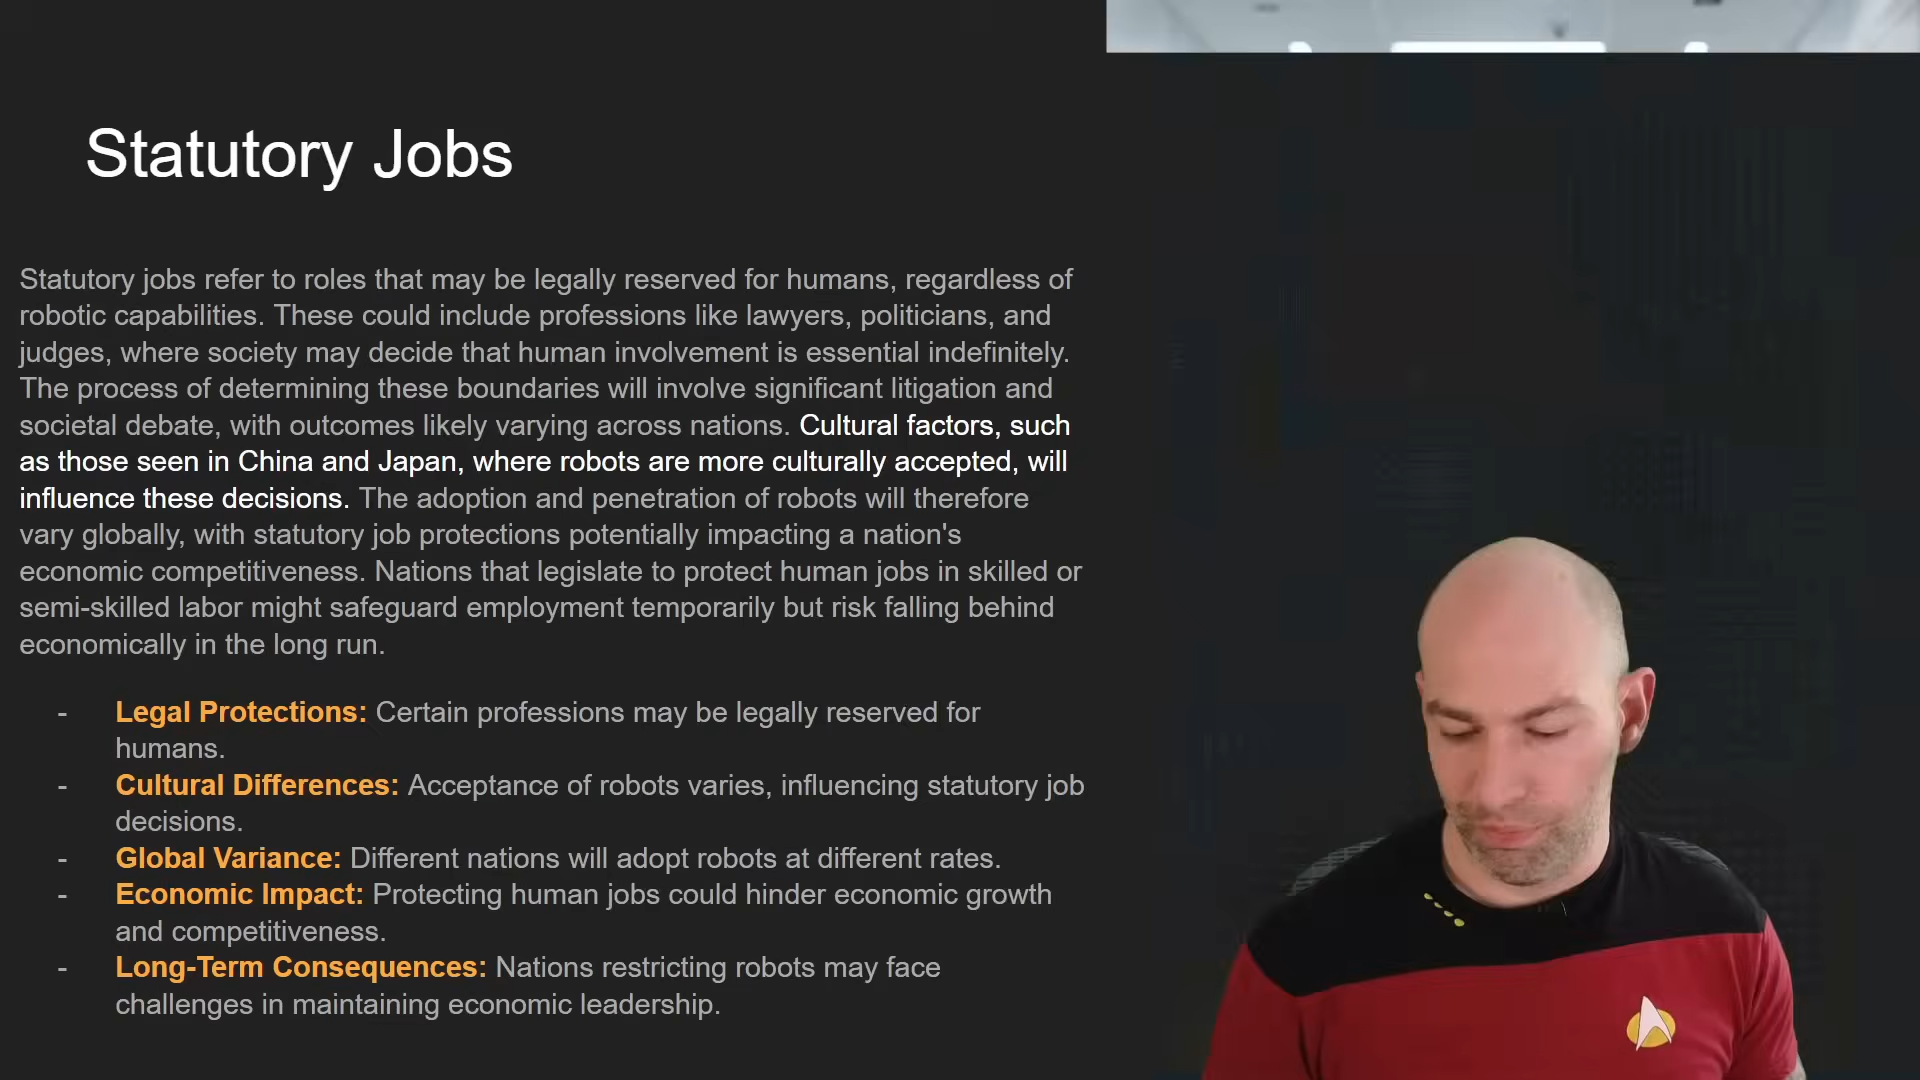 Statutory Jobs
Statutory jobs refer to roles that may be legally reserved for humans, regardless of
robotic capabilities. These could include professions like lawyers, politicians, and
judges, where society may decide that human involvement is essential indefinitely.
The process of determining these boundaries will involve significant litigation and
societal debate, with outcomes likely varying across nations. Cultural factors, such
as those seen in China and Japan, where robots are more culturally accepted, will
influence these decisions. The adoption and penetration of robots will therefore
vary globally, with statutory job protections potentially impacting a nation's
economic competitiveness. Nations that legislate to protect human jobs in skilled or
semi-skilled labor might safeguard employment temporarily but risk falling behind
economically in the long run.
- Legal Protections: Certain professions may be legally reserved for
humans.
- Cultural Differences: Acceptance of robots varies, influencing statutory job
decisions.
- Global Variance: Different nations will adopt robots at different rates.
- Economic Impact: Protecting human jobs could hinder economic growth
and competitiveness.
- Long-Term Consequences: Nations restricting robots may face
challenges in maintaining economic leadership.